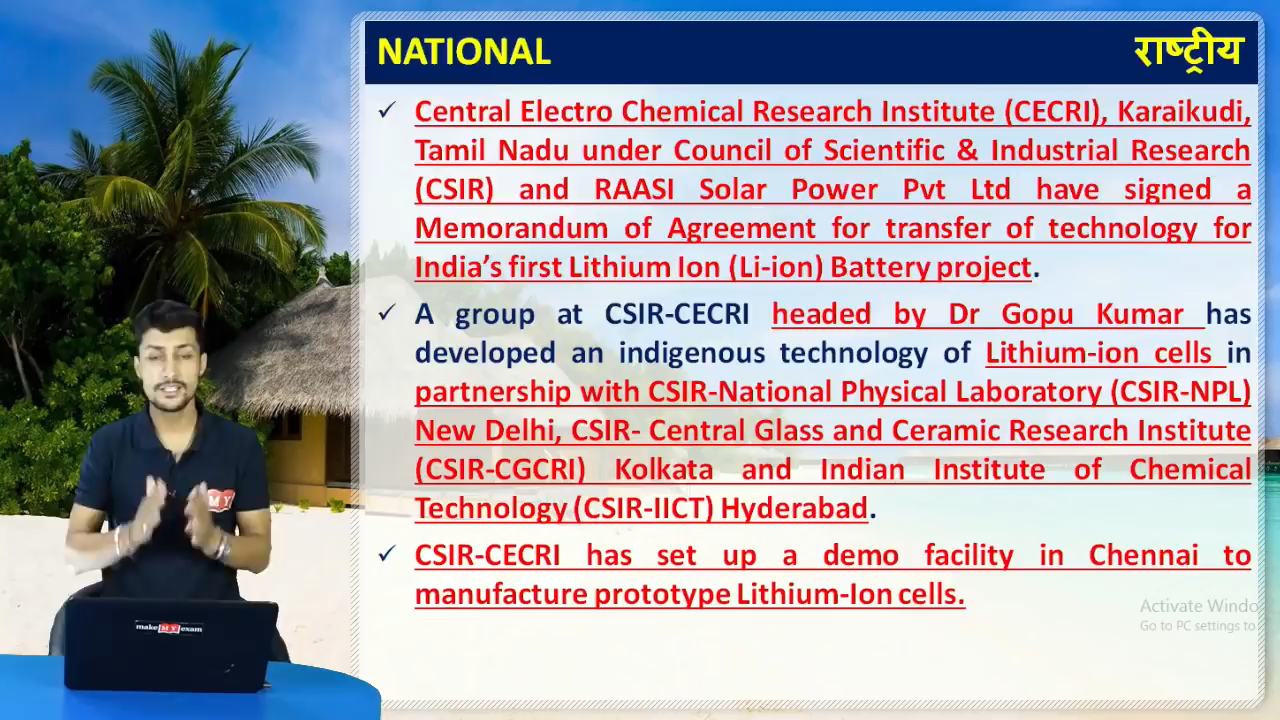 NATIONAL राष्ट्रीय
✓ Central Electro Chemical Research Institute (CECRI), Karaikudi,
Tamil Nadu under Council of Scientific & Industrial Research
(CSIR) and RAASI Solar Power Pvt Ltd have signed a
Memorandum of Agreement for transfer of technology for
India's first Lithium Ion (Li-ion) Battery project.
✓ A group at CSIR-CECRI headed by Dr Gopu Kumar has
developed an indigenous technology of Lithium-ion cells in
partnership with CSIR-National Physical Laboratory (CSIR-NPL)
New Delhi, CSIR- Central Glass and Ceramic Research Institute
(CSIR-CGCRI) Kolkata and Indian Institute of Chemical
Technology (CSIR-IICT) Hyderabad.
✓ CSIR-CECRI has set up a demo facility in Chennai to
manufacture prototype Lithium-Ion cells.
Activate Windo
Go to PC settings to
MY
make MY exam